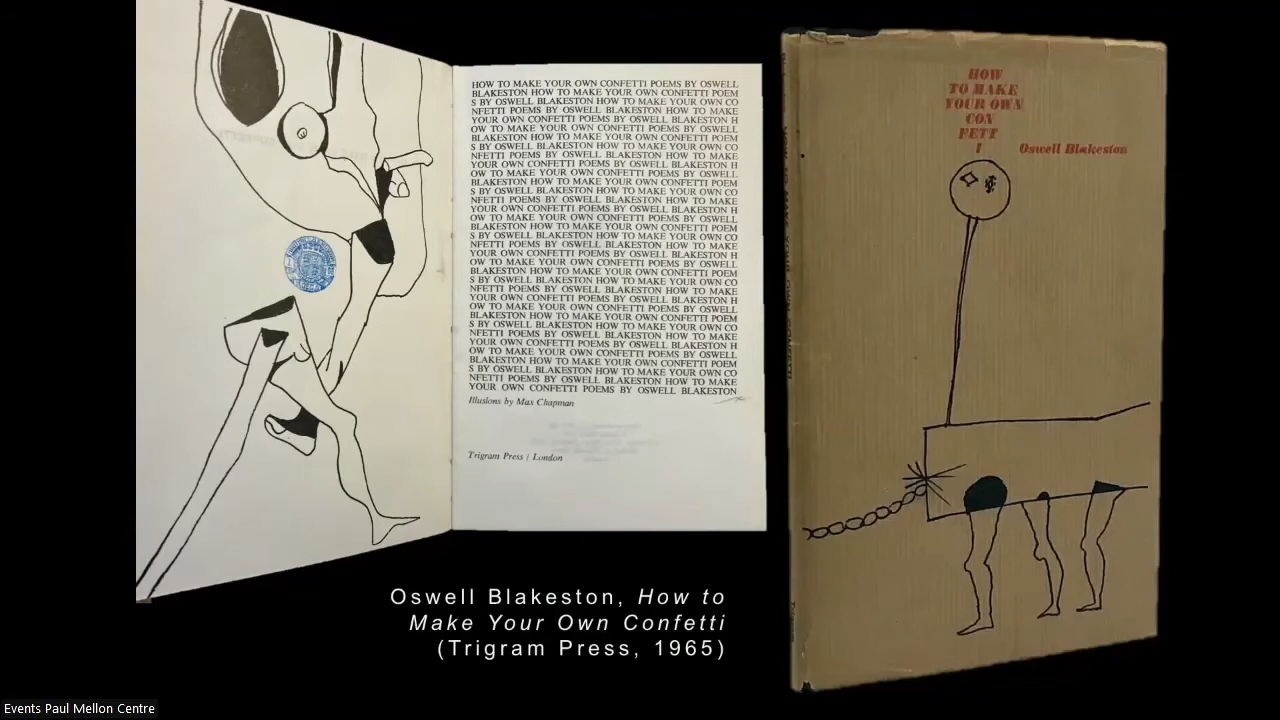 HOW TO MAKE YOUR OWN CONFETTI POEMS BY OSWELL
BLAKESTON HOW TO MAKE YOUR OWN CONFETTI POEM
S BY OSWELL BLAKESTON HOW TO MAKE YOUR OWN CO
NFETTI POEMS BY OSWELL BLAKESTON HOW TO MAKE
YOUR OWN CONFETTI POEMS BY OSWELL BLAKESTON H
OW TO MAKE YOUR OWN CONFETTI POEMS BY OSWELL
BLAKESTON HOW TO MAKE YOUR OWN CONFETTI POEM
S BY OSWELL BLAKESTON HOW TO MAKE YOUR OWN CO
NFETTI POEMS BY OSWELL BLAKESTON HOW TO MAKE
YOUR OWN CONFETTI POEMS BY OSWELL BLAKESTON H
OW TO MAKE YOUR OWN CONFETTI POEMS BY OSWELL
BLAKESTON HOW TO MAKE YOUR OWN CONFETTI POEM
S BY OSWELL BLAKESTON HOW TO MAKE YOUR OWN CO
NFETTI POEMS BY OSWELL BLAKESTON HOW TO MAKE
YOUR OWN CONFETTI POEMS BY OSWELL BLAKESTON H
OW TO MAKE YOUR OWN CONFETTI POEMS BY OSWELL
BLAKESTON HOW TO MAKE YOUR OWN CONFETTI POEM
S BY OSWELL BLAKESTON HOW TO MAKE YOUR OWN CO
NFETTI POEMS BY OSWELL BLAKESTON HOW TO MAKE
YOUR OWN CONFETTI POEMS BY OSWELL BLAKESTON H
OW TO MAKE YOUR OWN CONFETTI POEMS BY OSWELL
BLAKESTON HOW TO MAKE YOUR OWN CONFETTI POEM
S BY OSWELL BLAKESTON HOW TO MAKE YOUR OWN CO
NFETTI POEMS BY OSWELL BLAKESTON HOW TO MAKE
YOUR OWN CONFETTI POEMS BY OSWELL BLAKESTON H
OW TO MAKE YOUR OWN CONFETTI POEMS BY OSWELL
BLAKESTON HOW TO MAKE YOUR OWN CONFETTI POEM
S BY OSWELL BLAKESTON HOW TO MAKE YOUR OWN CO
NFETTI POEMS BY OSWELL BLAKESTON HOW TO MAKE
YOUR OWN CONFETTI POEMS BY OSWELL BLAKESTON H
OW TO MAKE YOUR OWN CONFETTI POEMS BY OSWELL
BLAKESTON HOW TO MAKE YOUR OWN CONFETTI POEM
S BY OSWELL BLAKESTON HOW TO MAKE YOUR OWN CO
NFETTI POEMS BY OSWELL BLAKESTON HOW TO MAKE
YOUR OWN CONFETTI POEMS BY OSWELL BLAKESTON
Illusions by Max Chapman
Trigram Press / London
HOW
TO MAKE
YOUR OWN
CON
FETT
I
Oswell Blakeston
Oswell Blakeston, How to
Make Your Own Confetti
(Trigram Press, 1965)
Events Paul Mellon Centre